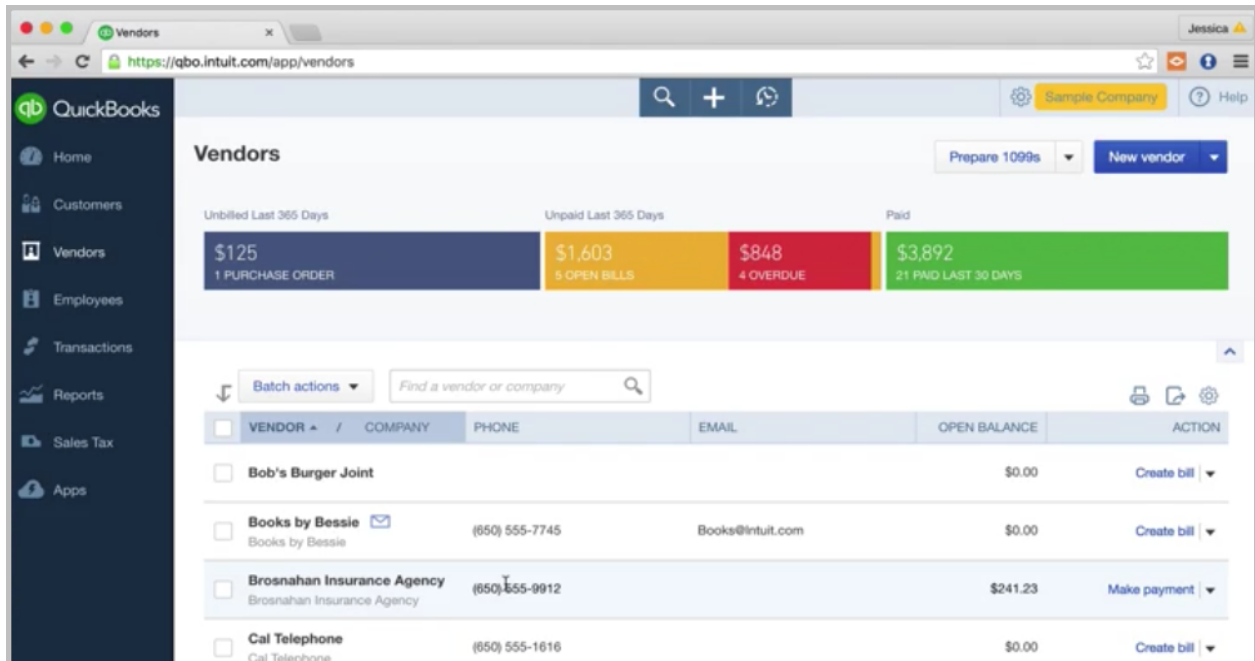 Vendors
Jessica
https://qbo.intuit.com/app/vendors
qb QuickBooks
Sample Company
Help
Home
Customers
Vendors
Employees
Transactions
Reports
Sales Tax
Apps
Vendors
Prepare 1099s
New vendor
Unbilled Last 365 Days
Unpaid Last 365 Days
Paid
$125
1 PURCHASE ORDER
$1,603
5 OPEN BILLS
$848
4 OVERDUE
$3,892
21 PAID LAST 30 DAYS
Batch actions
Find a vendor or company
VENDOR / COMPANY PHONE EMAIL OPEN BALANCE ACTION
Bob's Burger Joint $0.00 Create bill
Books by Bessie (650) 555-7745 Books@Intuit.com $0.00 Create bill
Books by Bessie
Brosnahan Insurance Agency (650) 555-9912 $241.23 Make payment
Brosnahan Insurance Agency
Cal Telephone (650) 555-1616 $0.00 Create bill
Cal Telephone